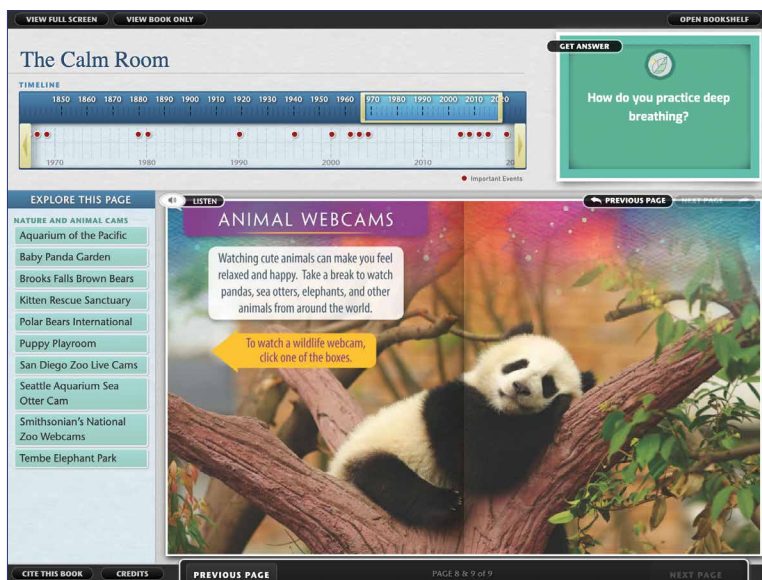 VIEW FULL SCREEN
VIEW BOOK ONLY
OPEN BOOKSHELF
The Calm Room
GET ANSWER
How do you practice deep
breathing?
TIMELINE
1850 1860 1870 1880 1890 1900 1910 1920 1930 1940 1950 1960 970 1980 1990 2000 2010 2020
1970 1980 1990 2000 2010 20
Important Events
EXPLORE THIS PAGE
LISTEN
PREVIOUS PAGE
NEXT PAGE
NATURE AND ANIMAL CAMS
Aquarium of the Pacific
Baby Panda Garden
Brooks Falls Brown Bears
Kitten Rescue Sanctuary
Polar Bears International
Puppy Playroom
San Diego Zoo Live Cams
Seattle Aquarium Sea
Otter Cam
Smithsonian's National
Zoo Webcams
Tembe Elephant Park
ANIMAL WEBCAMS
Watching cute animals can make you feel
relaxed and happy. Take a break to watch
pandas, sea otters, elephants, and other
animals from around the world.
To watch a wildlife webcam,
click one of the boxes.
CITE THIS BOOK
CREDITS
PREVIOUS PAGE
PAGE 8 & 9 of 9
NEXT PAGE